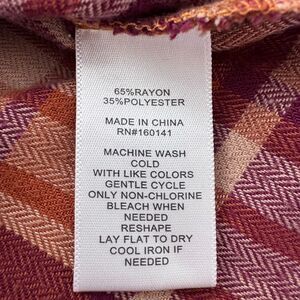 65%RAYON
35%POLYESTER
MADE IN CHINA
RN#160141
MACHINE WASH
COLD
WITH LIKE COLORS
GENTLE CYCLE
ONLY NON-CHLORINE
BLEACH WHEN
NEEDED
RESHAPE
LAY FLAT TO DRY
COOL IRON IF
NEEDED